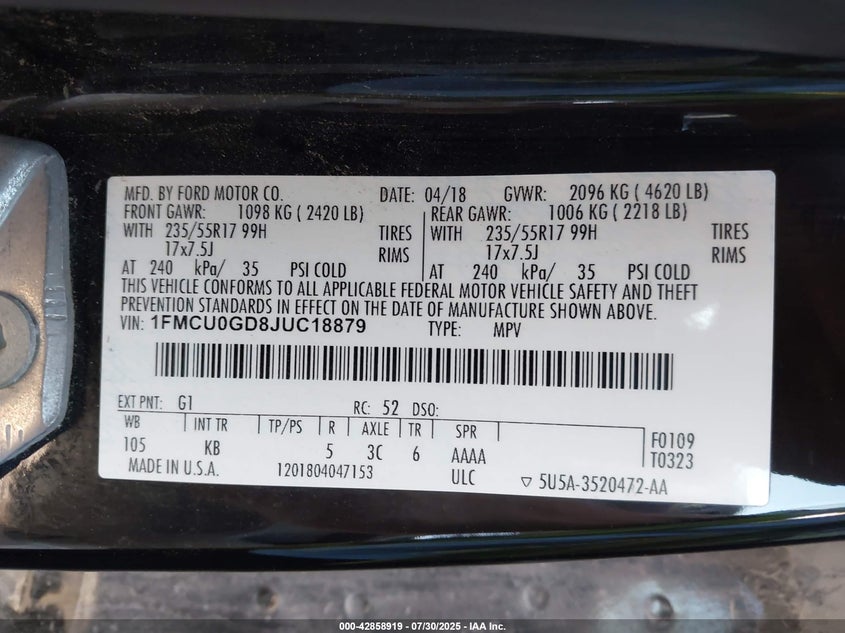 MFD. BY FORD MOTOR CO. DATE: 04/18 GVWR: 2096 KG ( 4620 LB)
FRONT GAWR: 1098 KG ( 2420 LB) REAR GAWR: 1006 KG ( 2218 LB)
WITH 235/55R17 99H TIRES WITH 235/55R17 99H TIRES
17x7.5J RIMS 17x7.5J RIMS
AT 240 kPa/ 35 PSI COLD AT 240 kPa/ 35 PSI COLD
THIS VEHICLE CONFORMS TO ALL APPLICABLE FEDERAL MOTOR VEHICLE SAFETY AND THEFT
PREVENTION STANDARDS IN EFFECT ON THE DATE OF MANUFACTURE SHOWN ABOVE.
VIN: 1FMCU0GD8JUC18879 TYPE: MPV
EXT PNT: G1 RC: 52 DSO:
WB INT TR TP/PS R AXLE TR SPR F0109
105 KB 5 3C 6 AAAA T0323
MADE IN U.S.A. 1201804047153 ULC ▽ 5U5A-3520472-AA
000-42858919 / 07/30/2025 - IAA Inc.